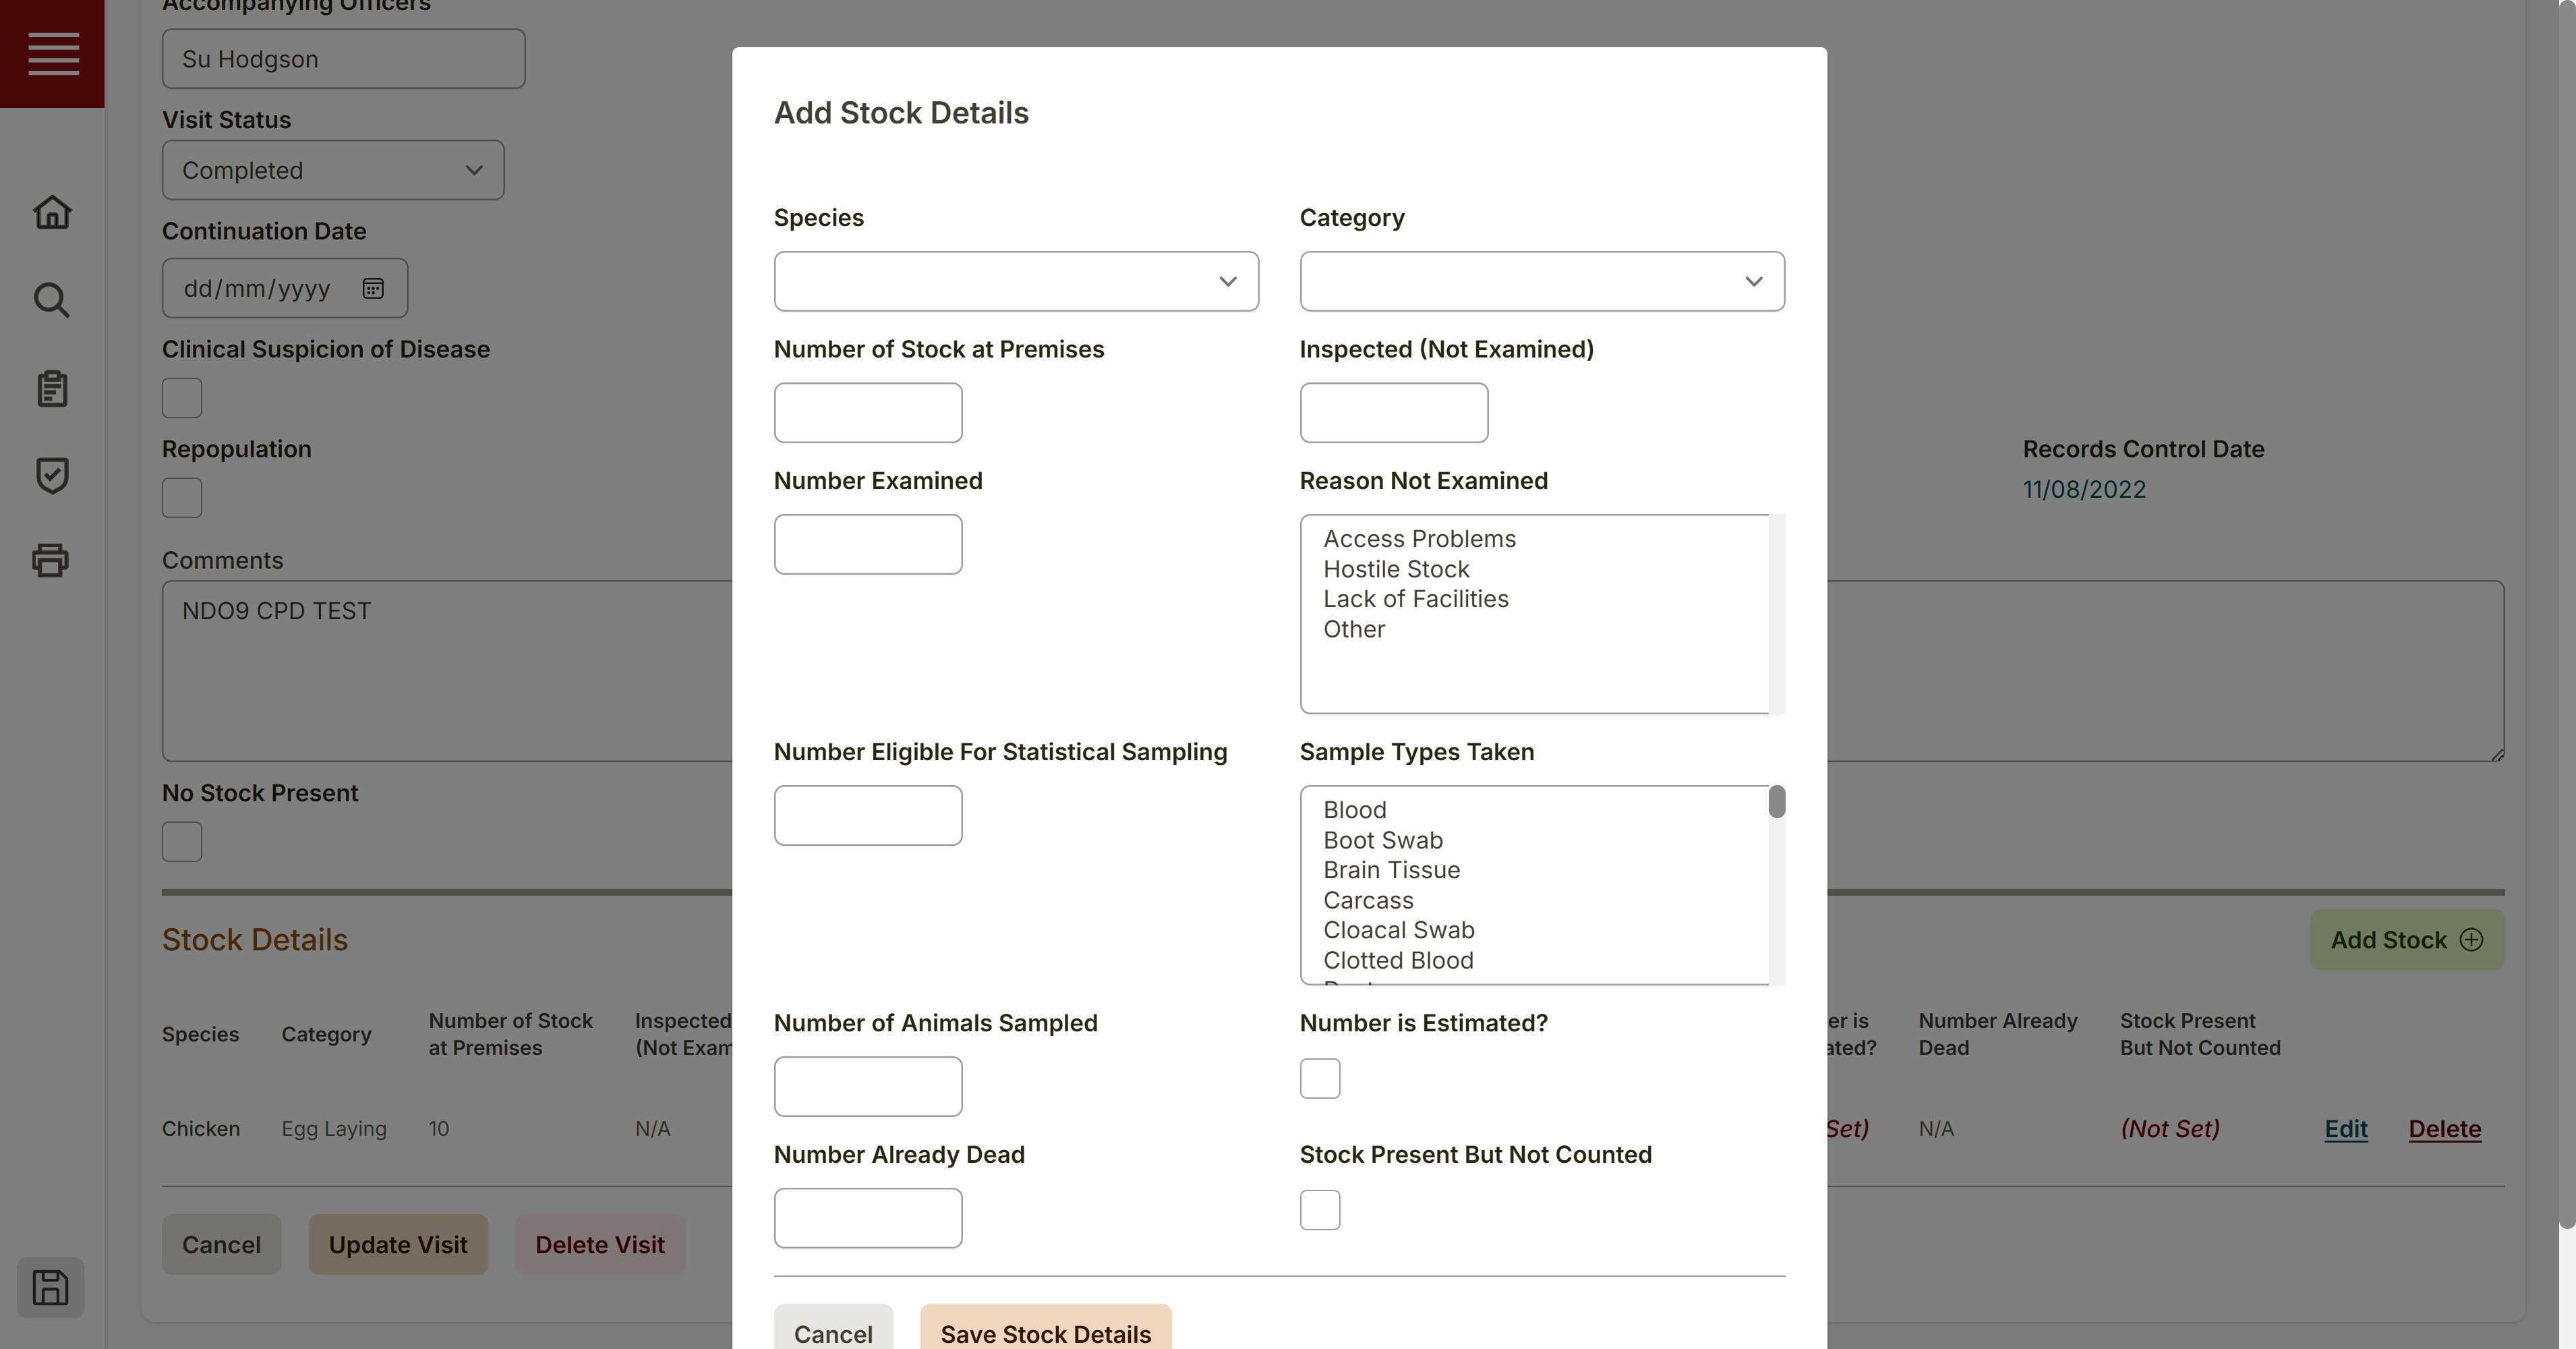 Accompanying Officers
Su Hodgson
Visit Status
Completed
Continuation Date
dd/mm/yyyy
Clinical Suspicion of Disease
Repopulation
Comments
NDO9 CPD TEST
No Stock Present
Records Control Date
11/08/2022
Stock Details
Add Stock
Species
Category
Number of Stock
at Premises
Inspected
(Not Exam
er is
ated?
Number Already
Dead
Stock Present
But Not Counted
Chicken
Egg Laying
10
N/A
Set)
N/A
(Not Set)
Edit
Delete
Cancel
Update Visit
Delete Visit
Add Stock Details
Species
Category
Number of Stock at Premises
Inspected (Not Examined)
Number Examined
Reason Not Examined
Access Problems
Hostile Stock
Lack of Facilities
Other
Number Eligible For Statistical Sampling
Sample Types Taken
Blood
Boot Swab
Brain Tissue
Carcass
Cloacal Swab
Clotted Blood
Number of Animals Sampled
Number is Estimated?
Number Already Dead
Stock Present But Not Counted
Cancel
Save Stock Details